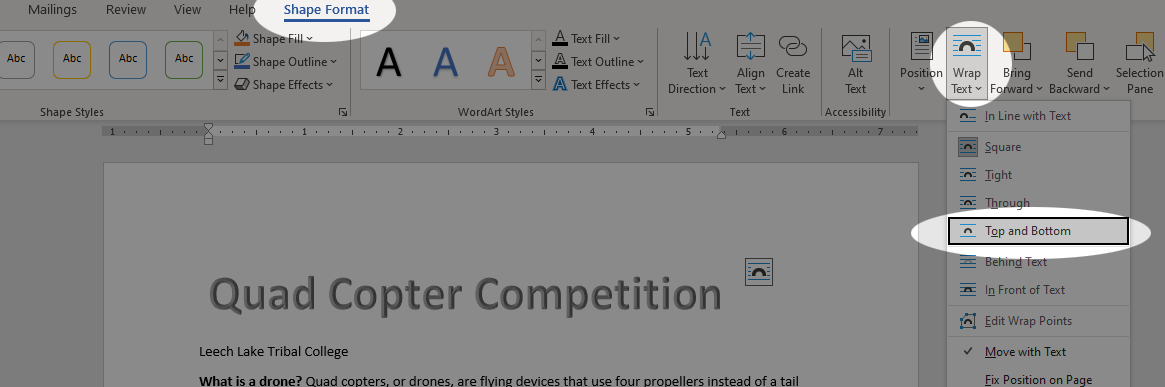 Mailings Review View Help Shape Format
Abc Abc Abc Abc
Shape Fill
Shape Outline
Shape Effects
Shape Styles
A A A
Text Fill
Text Outline
Text Effects
WordArt Styles
Text
Direction
Align
Text
Create
Link
Text
Alt
Text
Accessibility
Position
Wrap
Text
Bring
Forward
Send
Backward
Selection
Pane
1 1 2 3 4 5 6 7
In Line with Text
Square
Tight
Through
Top and Bottom
Behind Text
In Front of Text
Edit Wrap Points
Move with Text
Fix Position on Page
Quad Copter Competition
Leech Lake Tribal College
What is a drone? Quad copters, or drones, are flying devices that use four propellers instead of a tail